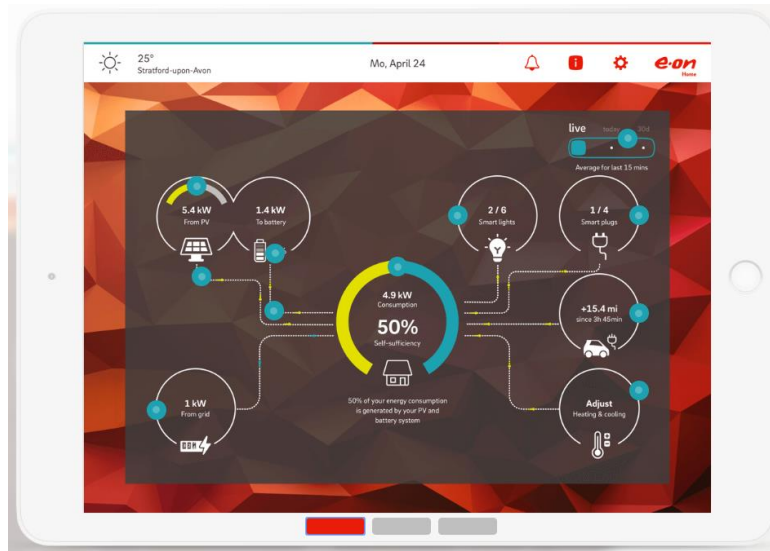 25°
Stratford-upon-Avon
Mo, April 24
i
e·on
Home
live today 30d
Average for last 15 mins
5.4 kW
From PV
1.4 kW
To battery
2 / 6
Smart lights
1 / 4
Smart plugs
4.9 kW
Consumption
50%
Self-sufficiency
+15.4 mi
since 3h 45min
50% of your energy consumption
is generated by your PV and
battery system
1 kW
From grid
Adjust
Heating & cooling